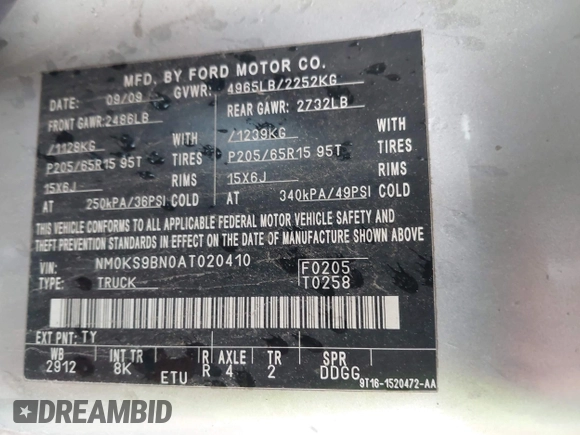 MFD. BY FORD MOTOR CO.
DATE: 09/09 GVWR: 4965LB/2252KG
FRONT GAWR: 2486LB REAR GAWR: 2732LB
/1128KG WITH /1239KG WITH
P205/65R15 95T TIRES P205/65R15 95T TIRES
15X6J RIMS 15X6J RIMS
AT 250kPA/36PSI COLD AT 340kPA/49PSI COLD
THIS VEHICLE CONFORMS TO ALL APPLICABLE FEDERAL MOTOR VEHICLE SAFETY AND
THEFT PREVENTION STANDARDS IN EFFECT ON THE DATE OF MANUFACTURE SHOWN
ABOVE.
VIN: NM0KS9BN0AT020410 F0205
TYPE: TRUCK T0258
EXT PNT: TY
WB INT TR R AXLE TR SPR
2912 8K R 4 2 DDGG
ETU
9T16-1520472-AA
DREAMBID